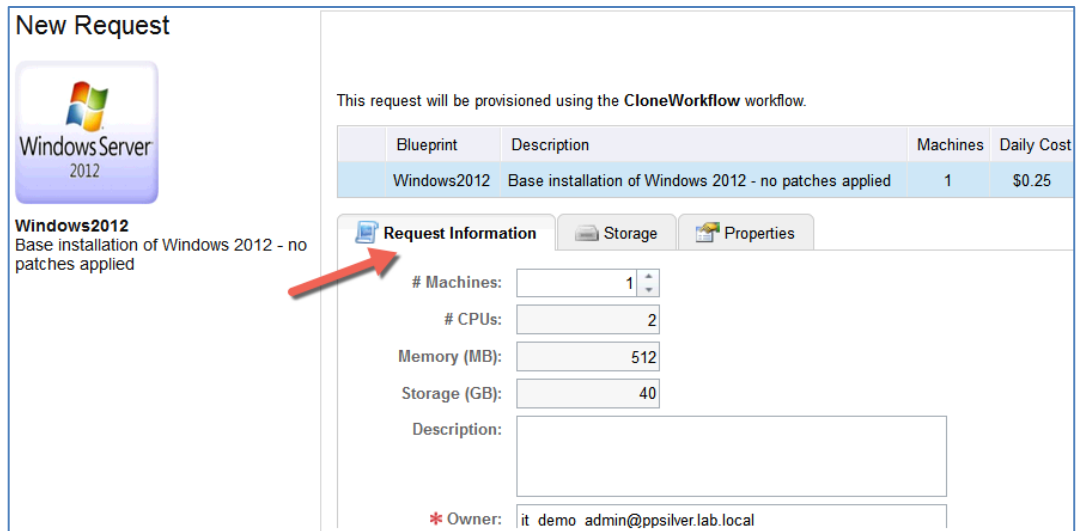 New Request
Windows Server
2012
Windows2012
Base installation of Windows 2012 - no
patches applied
This request will be provisioned using the CloneWorkflow workflow.
Blueprint Description Machines Daily Cost
Windows2012 Base installation of Windows 2012 - no patches applied 1 $0.25
Request Information Storage Properties
# Machines: 1
# CPUs: 2
Memory (MB): 512
Storage (GB): 40
Description:
* Owner: it_demo_admin@ppsilver.lab.local